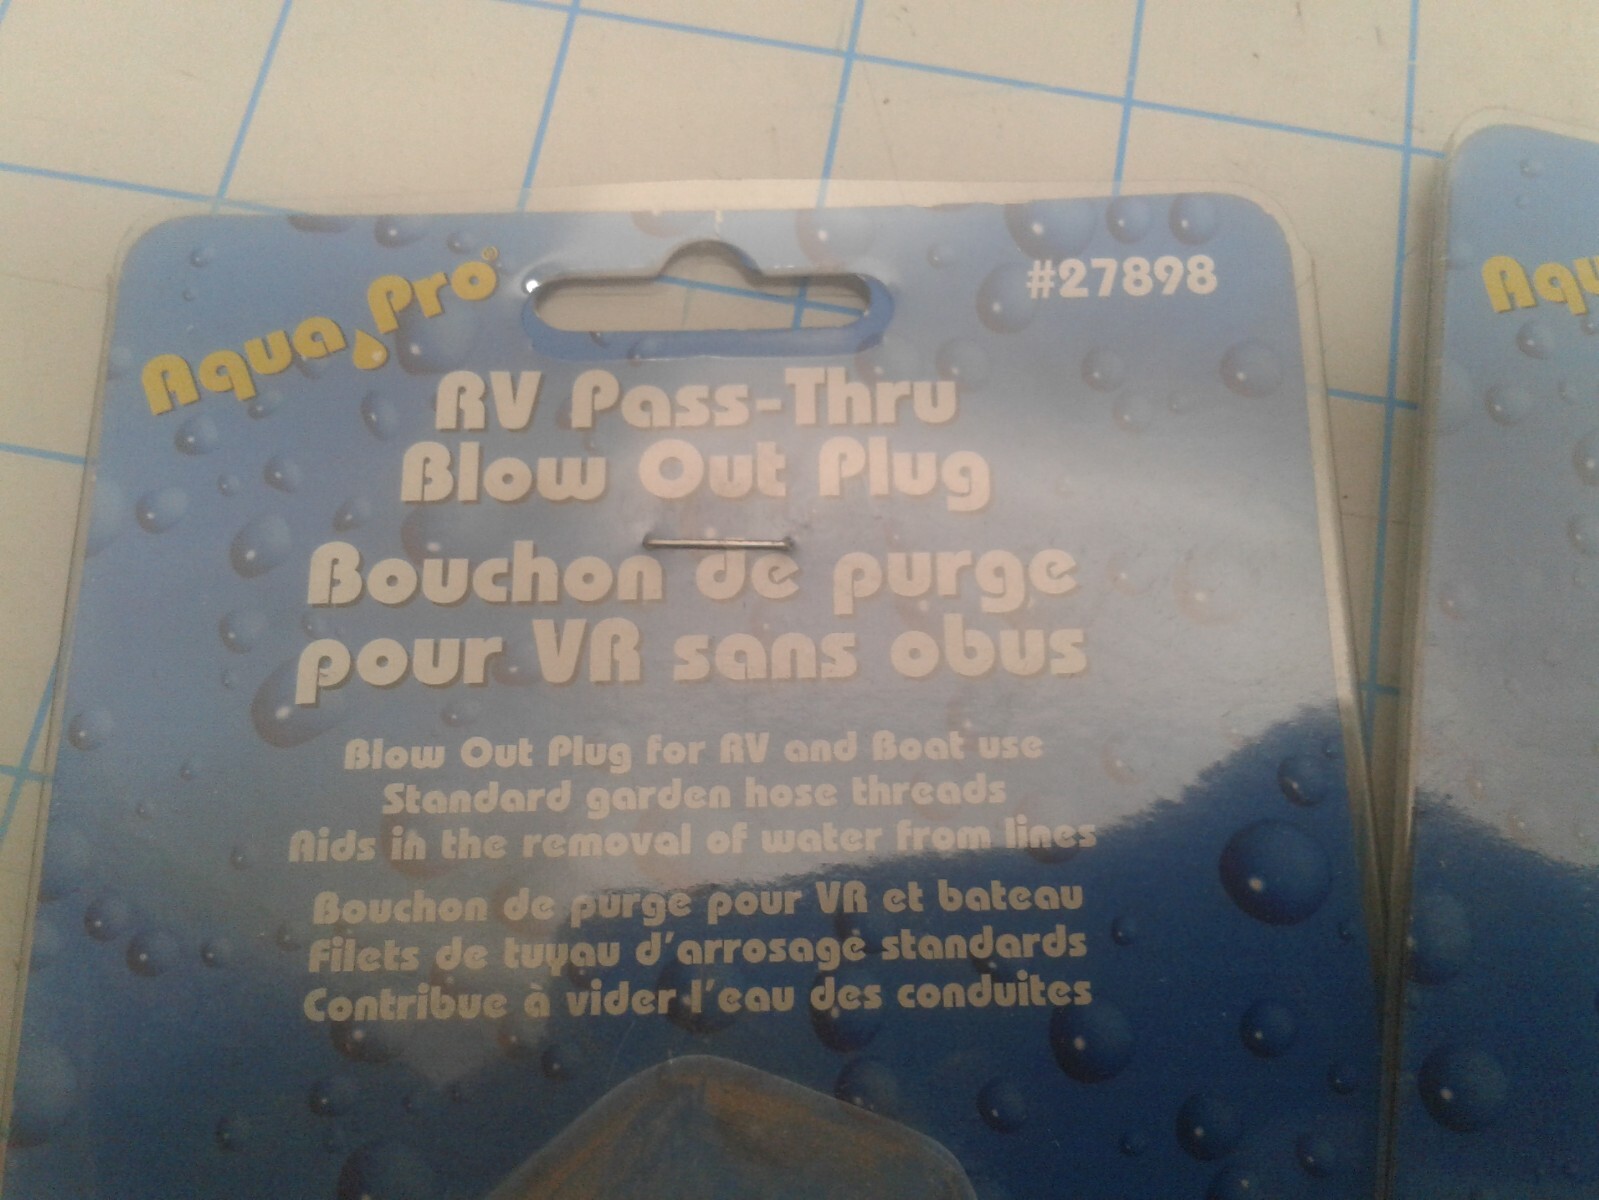 Aqua Pro®
#27898
RV Pass-Thru
Blow Out Plug
Bouchon de purge
pour VR sans obus
Blow Out Plug for RV and Boat use
Standard garden hose threads
Aids in the removal of water from lines
Bouchon de purge pour VR et bateau
Filets de tuyau d'arrosage standards
Contribue à vider l'eau des conduites
Aqu